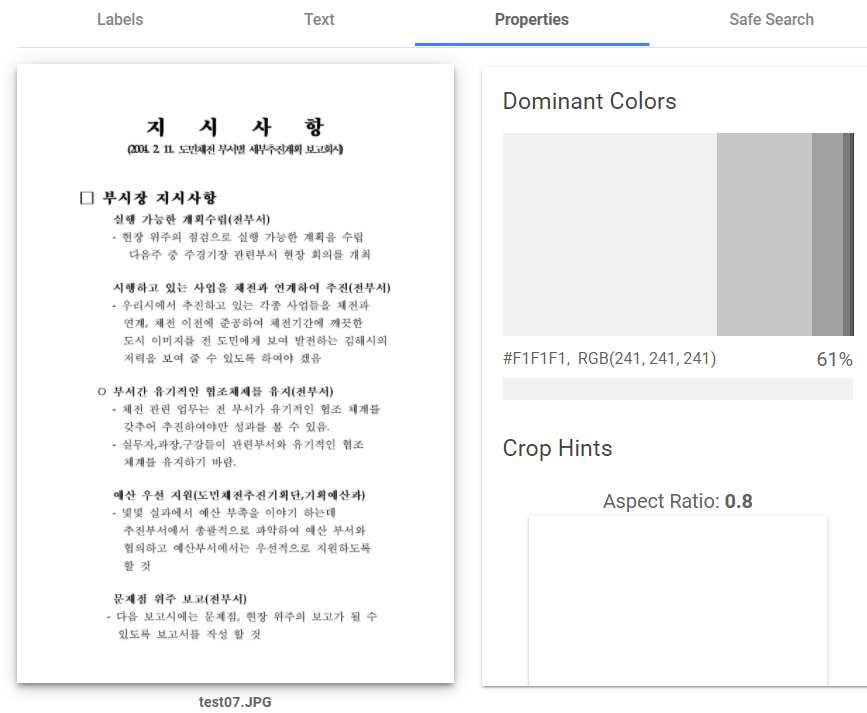 Labels Text Properties Safe Search
지 시 사 항
(2004. 2. 11. 도민체전 부서별 세부추진계획 보고회시)
□ 부시장 지시사항
실행 가능한 계획수립(전부서)
- 현장 위주의 점검으로 실행 가능한 계획을 수립
다음주 중 주경기장 관련부서 현장 회의를 개최
시행하고 있는 사업을 체전과 연계하여 추진(전부서)
- 우리시에서 추진하고 있는 각종 사업들을 체전과
연계, 체전 이전에 준공하여 체전기간에 깨끗한
도시 이미지를 전 도민에게 보여 발전하는 김해시의
저력을 보여 줄 수 있도록 하여야 겠음
ㅇ 부서간 유기적인 협조체제를 유지(전부서)
- 체전 관련 업무는 전 부서가 유기적인 협조 체계를
갖추어 추진하여야만 성과를 볼 수 있음.
- 실무자,과장,구강들이 관련부서와 유기적인 협조
체계를 유지하기 바람.
예산 우선 지원(도민체전추진기획단,기획예산과)
- 몇몇 실과에서 예산 부족을 이야기 하는데
추진부서에서 총괄적으로 파악하여 예산 부서와
협의하고 예산부서에서는 우선적으로 지원하도록
할 것
문제점 위주 보고(전부서)
- 다음 보고시에는 문제점, 현장 위주의 보고가 될 수
있도록 보고서를 작성 할 것
test07.JPG
Dominant Colors
#F1F1F1, RGB(241, 241, 241) 61%
Crop Hints
Aspect Ratio: 0.8